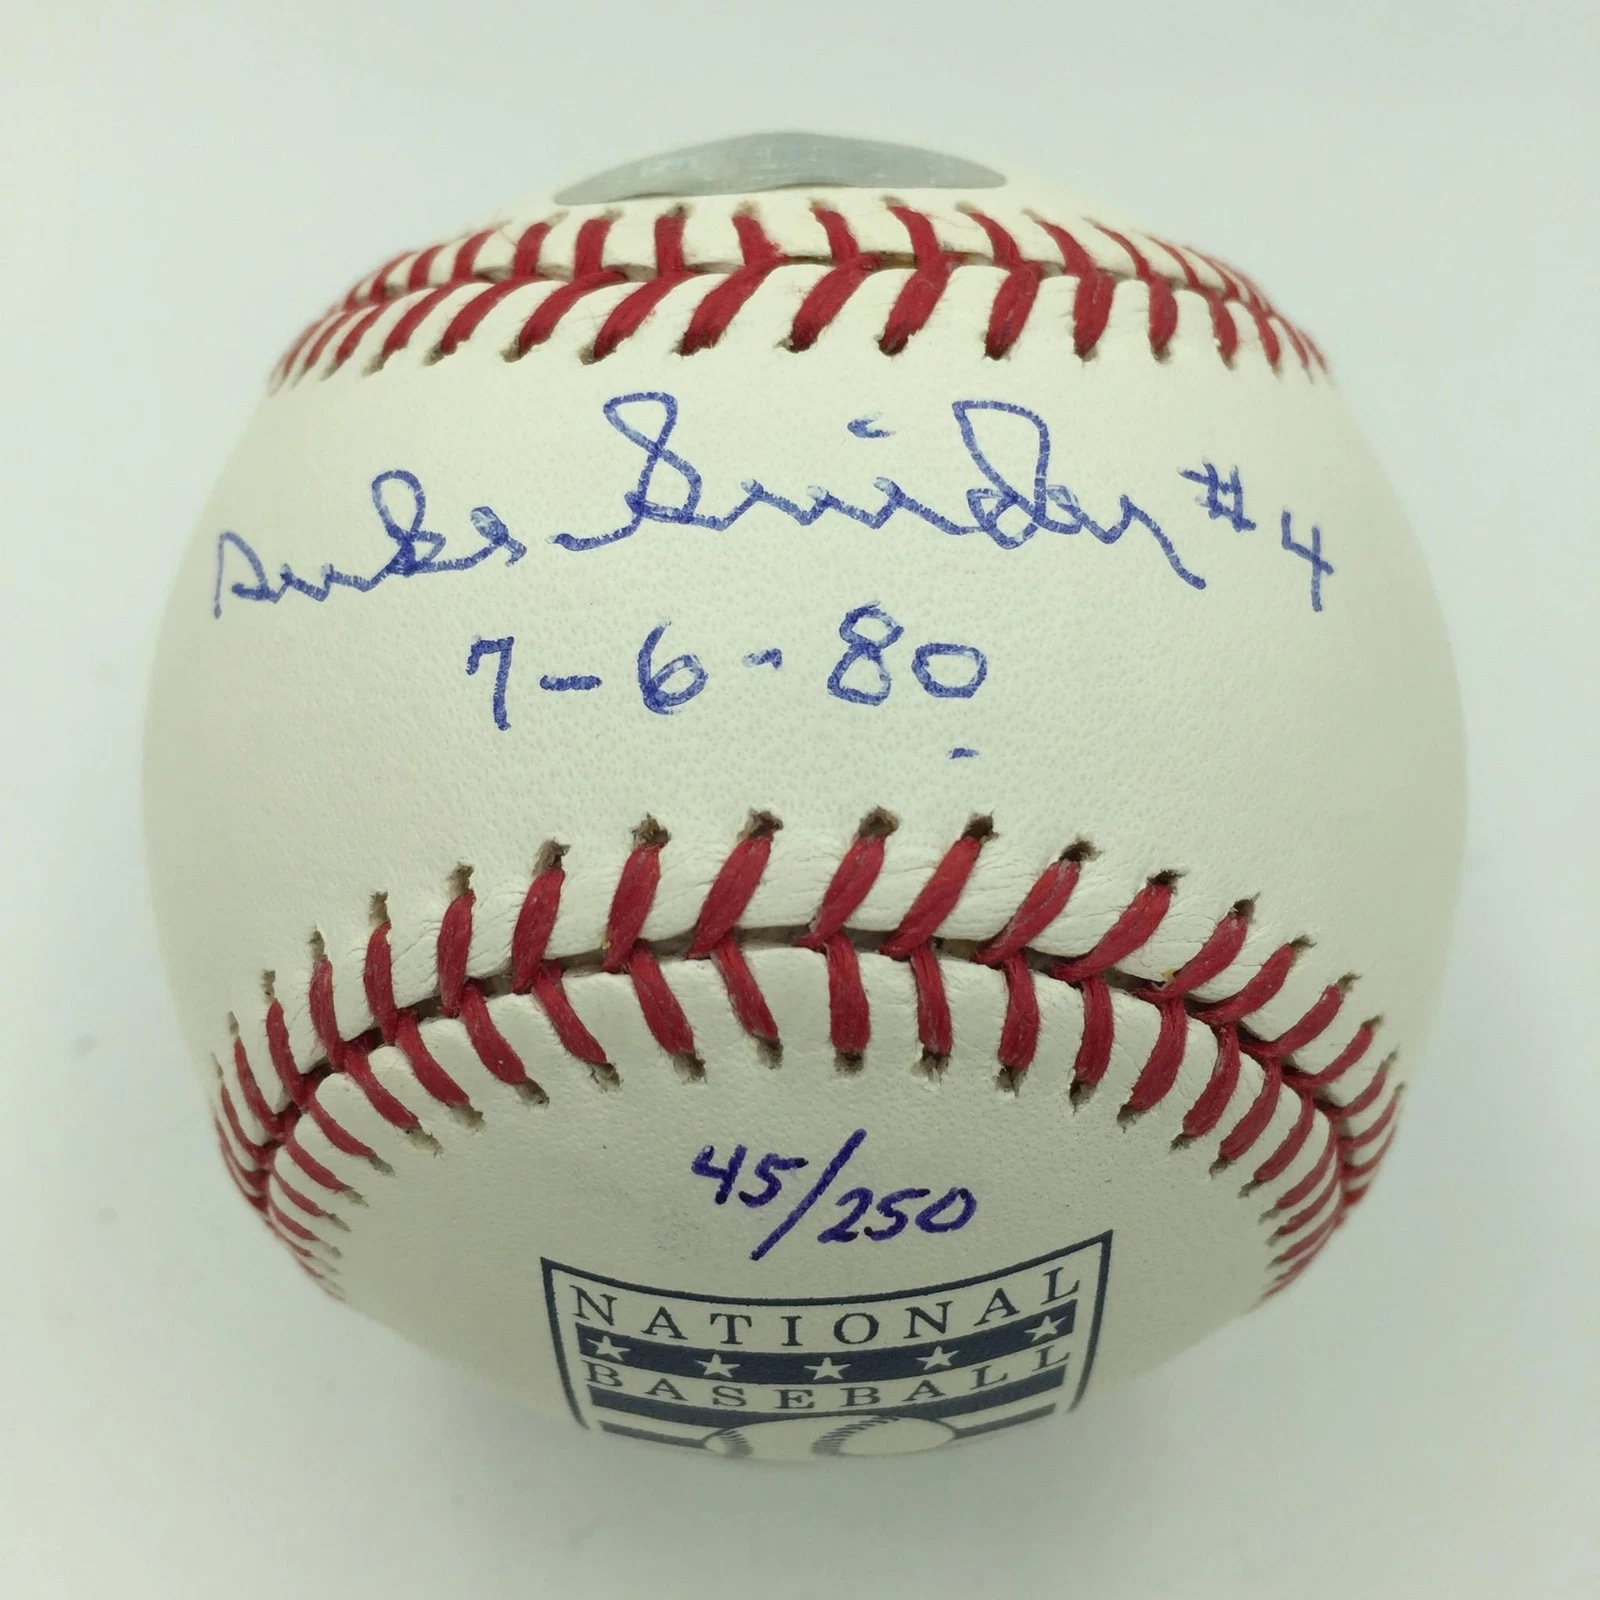 Duke Snider #4
7-6-80
45/250
NATIONAL
BASEBALL